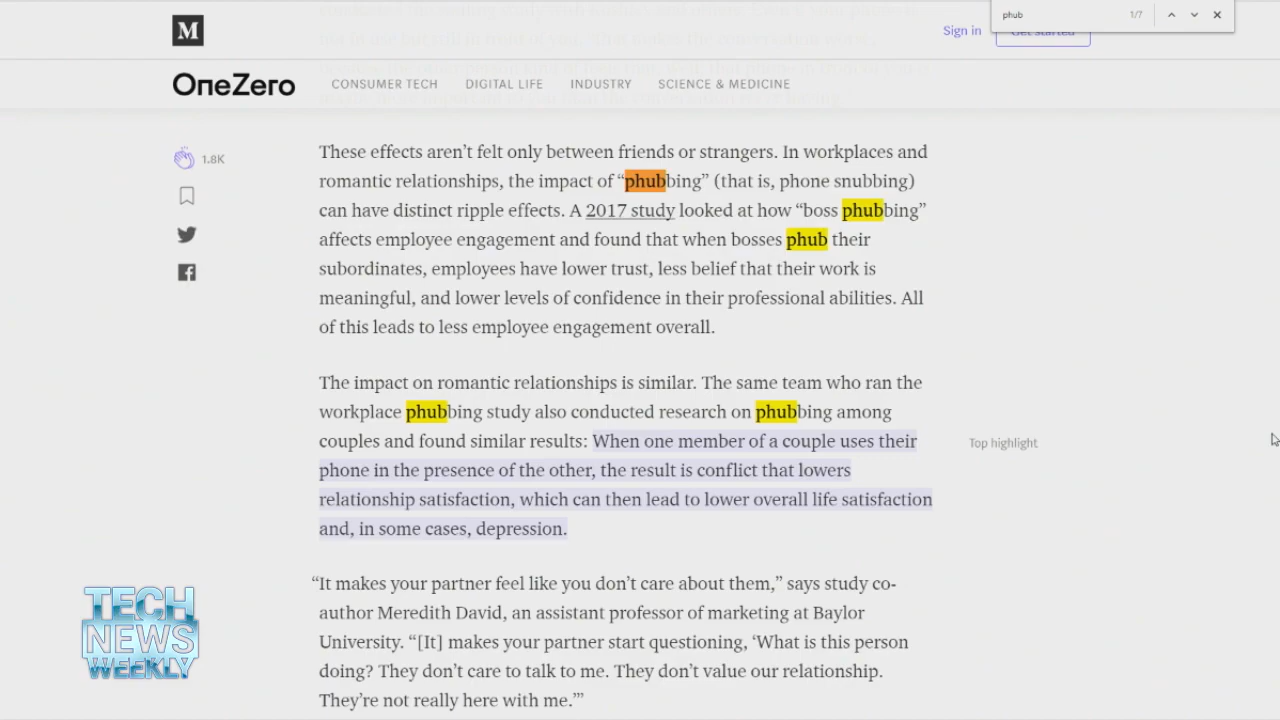 phub
1/7
M
Sign in
Get started
OneZero
CONSUMER TECH
DIGITAL LIFE
INDUSTRY
SCIENCE & MEDICINE
1.8K
These effects aren’t felt only between friends or strangers. In workplaces and
romantic relationships, the impact of “phubbing” (that is, phone snubbing)
can have distinct ripple effects. A 2017 study looked at how “boss phubbing”
affects employee engagement and found that when bosses phub their
subordinates, employees have lower trust, less belief that their work is
meaningful, and lower levels of confidence in their professional abilities. All
of this leads to less employee engagement overall.
The impact on romantic relationships is similar. The same team who ran the
workplace phubbing study also conducted research on phubbing among
couples and found similar results: When one member of a couple uses their
phone in the presence of the other, the result is conflict that lowers
relationship satisfaction, which can then lead to lower overall life satisfaction
and, in some cases, depression.
Top highlight
“It makes your partner feel like you don’t care about them,” says study co-
author Meredith David, an assistant professor of marketing at Baylor
University. “[It] makes your partner start questioning, ‘What is this person
doing? They don’t care to talk to me. They don’t value our relationship.
They’re not really here with me.’”
TECH
NEWS
WEEKLY